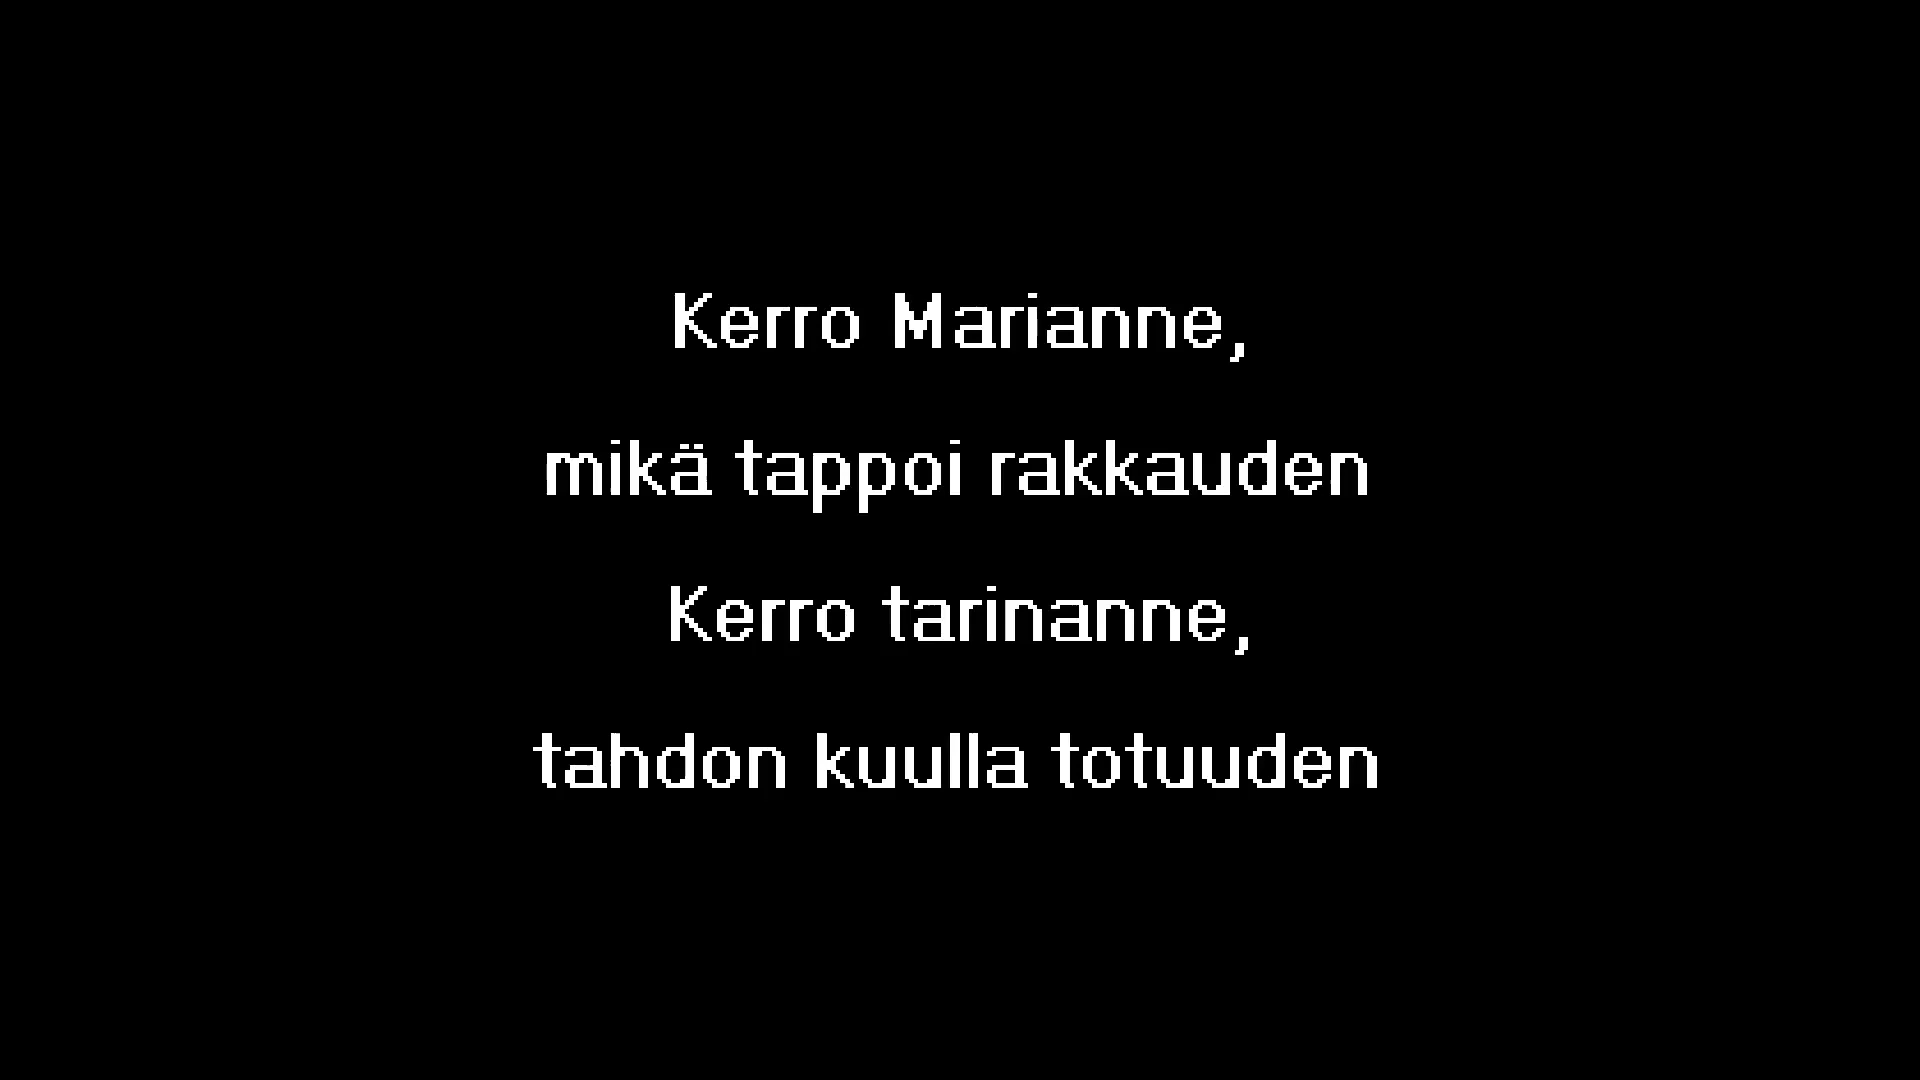 Kerro Marianne,
mikä tappoi rakkauden
Kerro tarinanne,
tahdon kuulla totuuden